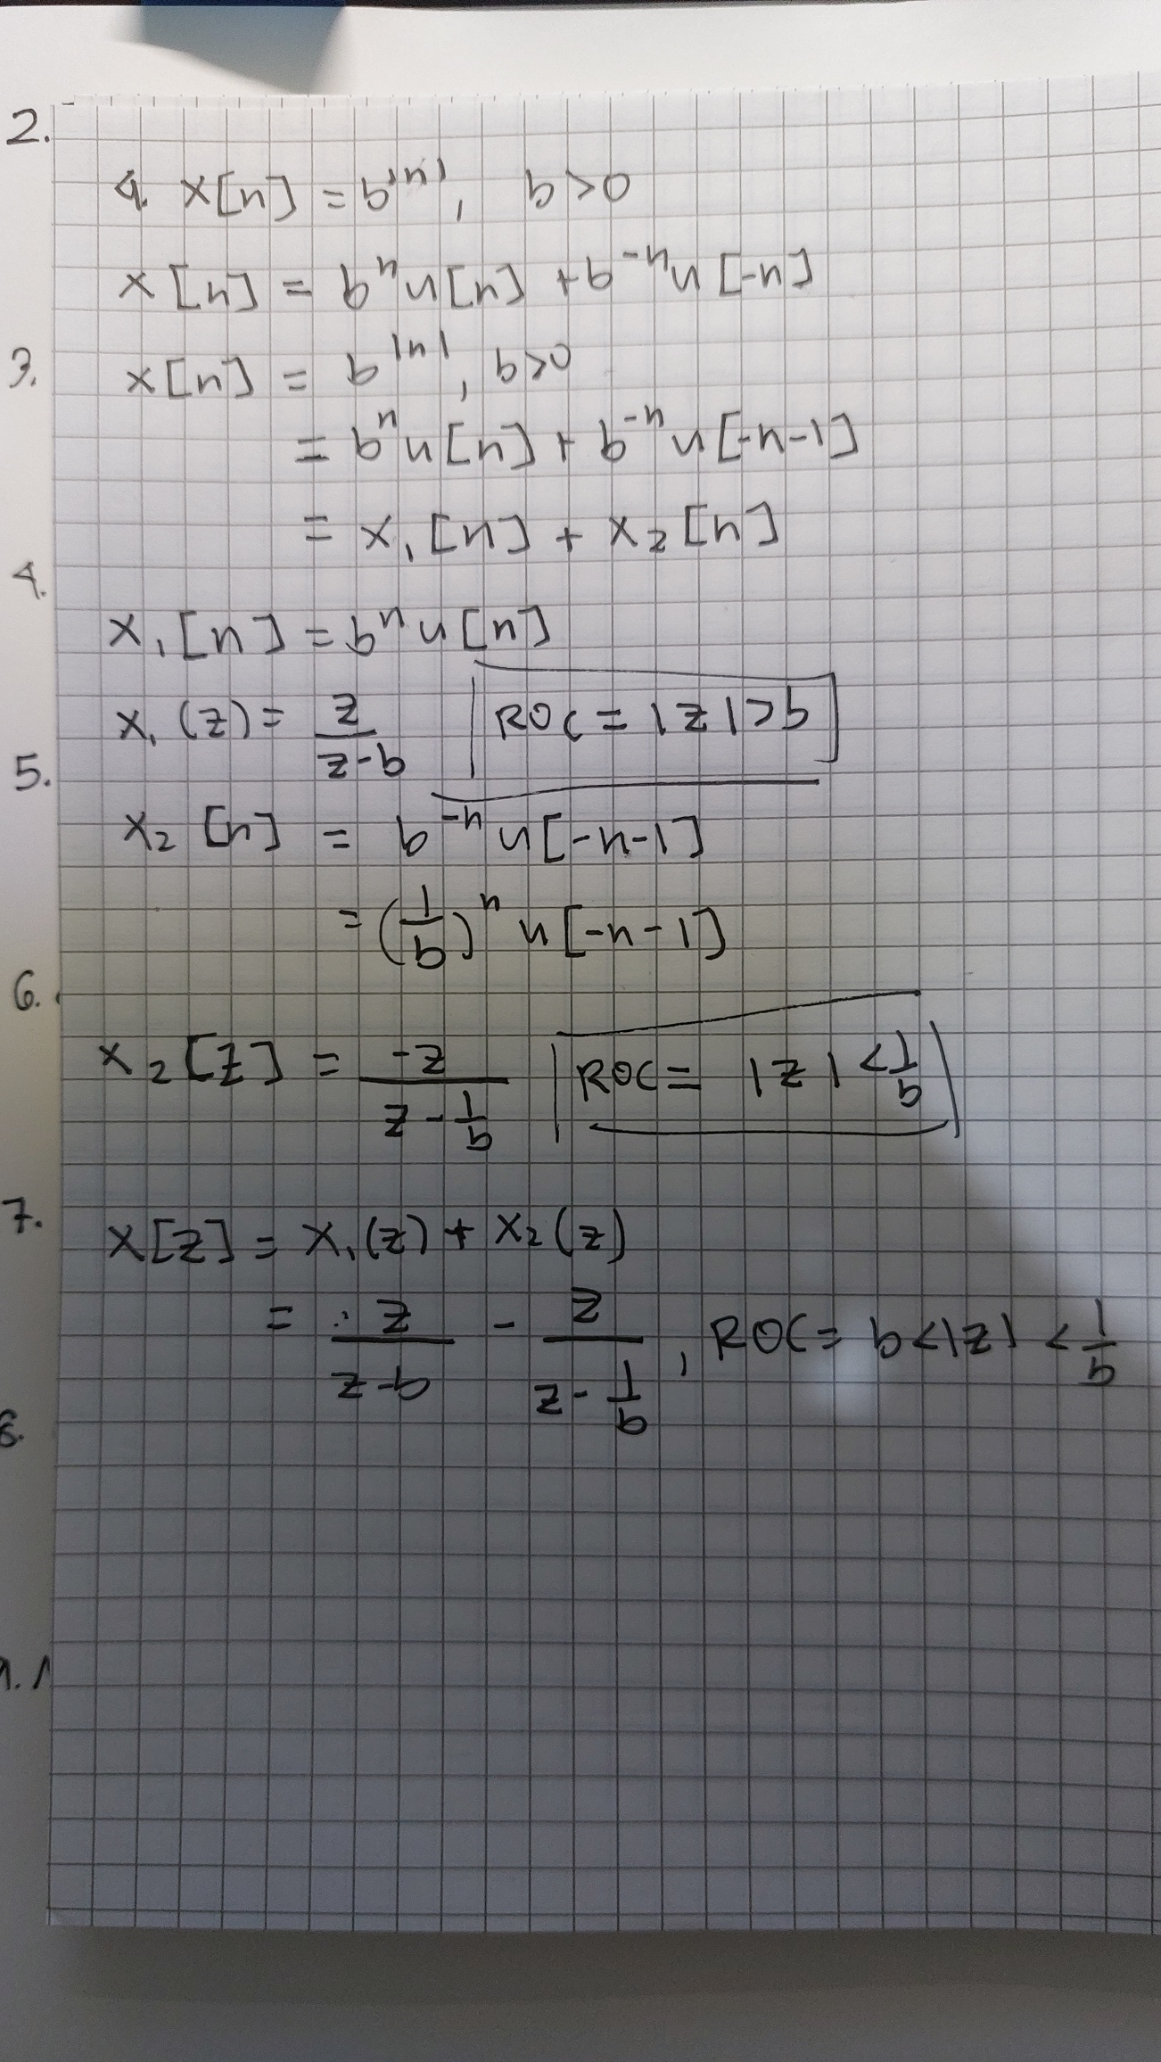 2.
b. x[n] = b^{|n|}, b>0
x[n] = b^n u[n] + b^{-n} u[-n]
3. x[n] = b^{|n|}, b>0
= b^n u[n] + b^{-n} u[-n-1]
= x₁[n] + x₂[n]
4.
x₁[n] = b^n u[n]
x₁(z) = z/(z-b) ROC = |z|>b
5.
x₂[n] = b^{-n} u[-n-1]
= (1/b)^n u[-n-1]
6.
x₂[z] = -z/(z-1/b) ROC = |z| < 1/b
7.
x[z] = x₁(z) + x₂(z)
= z/(z-b) - z/(z-1/b), ROC = b<|z| < 1/b
8.